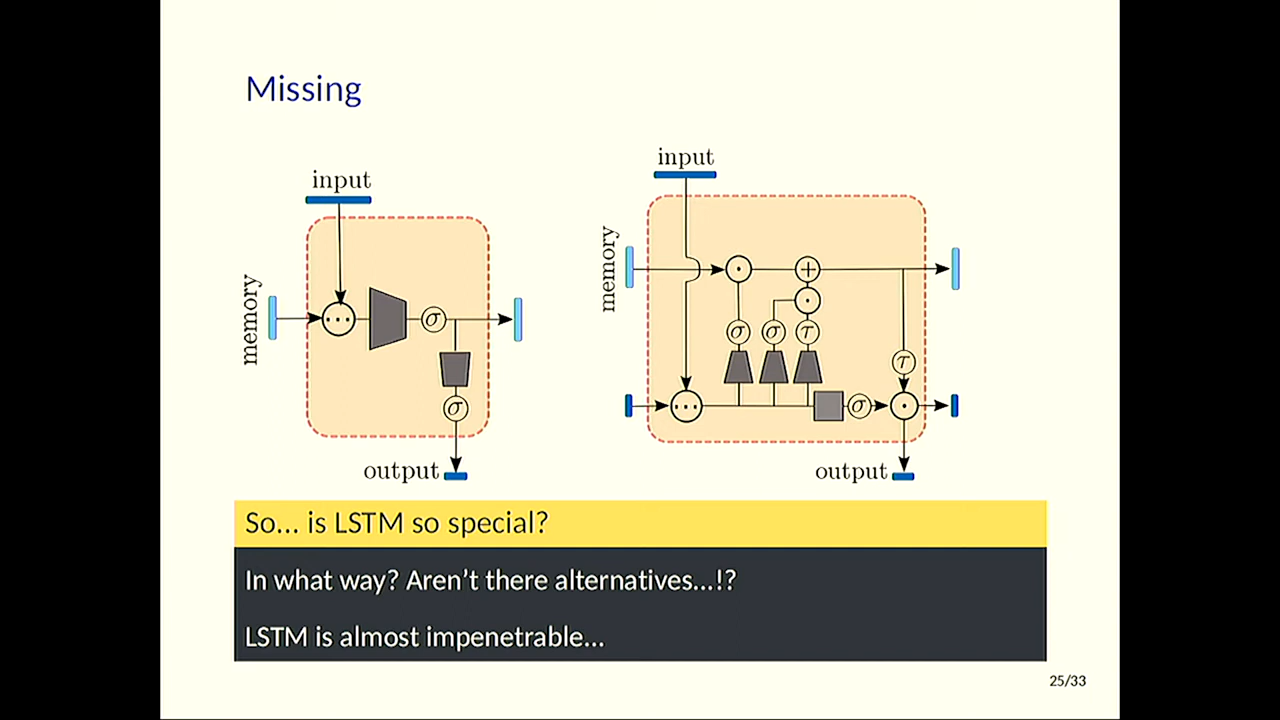 Missing
input
memory
···
σ
σ
output
input
memory
·
+
·
σ
σ
τ
τ
···
σ
·
output
So... is LSTM so special?
In what way? Aren't there alternatives...!?
LSTM is almost impenetrable...
25/33